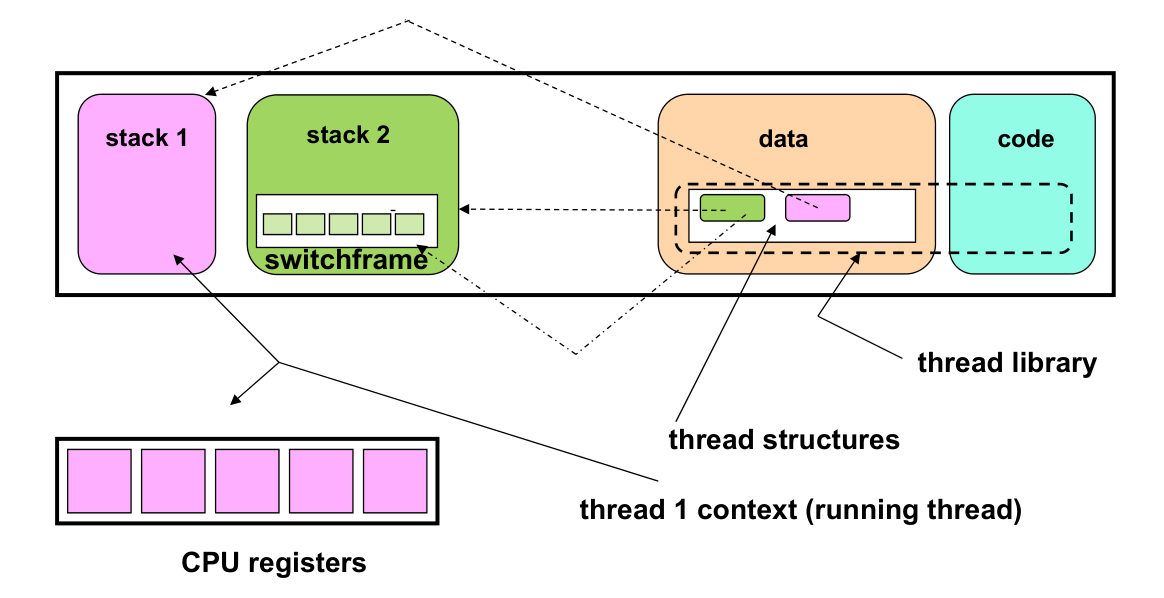 stack 1
stack 2
data
code
switchframe
thread library
thread structures
thread 1 context (running thread)
CPU registers